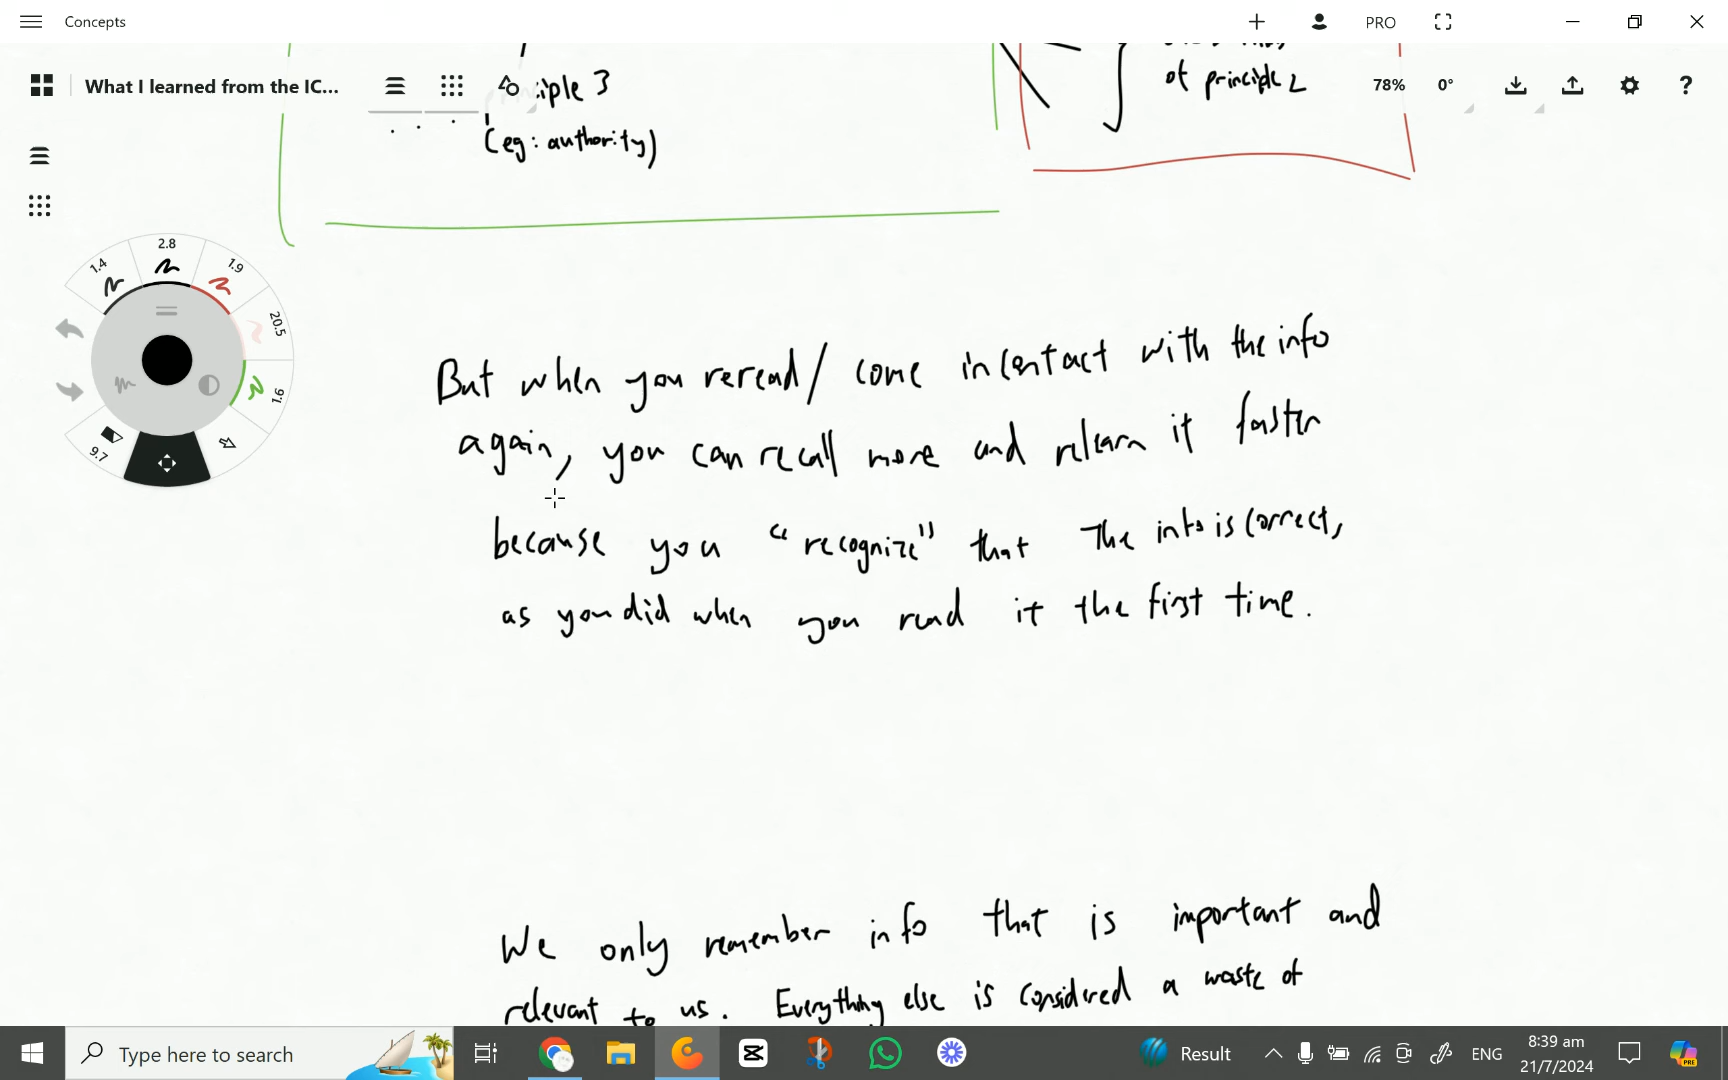 Concepts
PRO
What I learned from the IC...
78%
0°
iple 3
(eg: authority)
of principle 2
2.8
1.4
1.9
20.5
1.6
9.7
But when you reread/ come in contact with the info
again, you can recall more and relearn it faster
because you "recognize" that the info is correct,
as you did when you read it the first time.
We only remember info that is important and
relevant to us. Everything else is considered a waste of
Type here to search
Result
ENG
8:39 am
21/7/2024
PRE